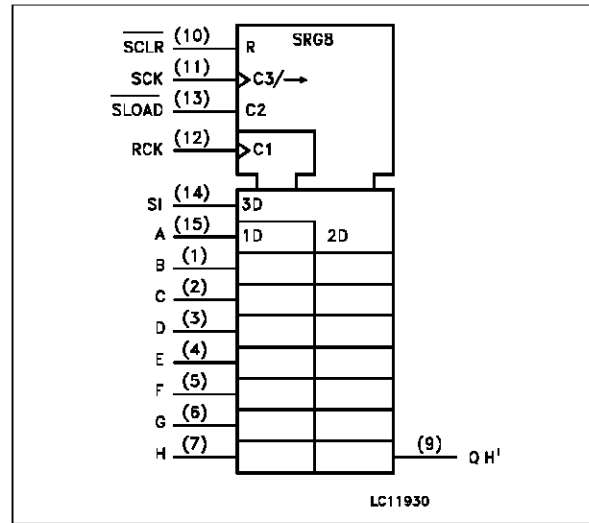 SCLR (10) R SRG8
SCK (11) C3/→
SLOAD (13) C2
RCK (12) C1
SI (14) 3D
A (15) 1D 2D
B (1)
C (2)
D (3)
E (4)
F (5)
G (6)
H (7) (9) Q H'
LC11930